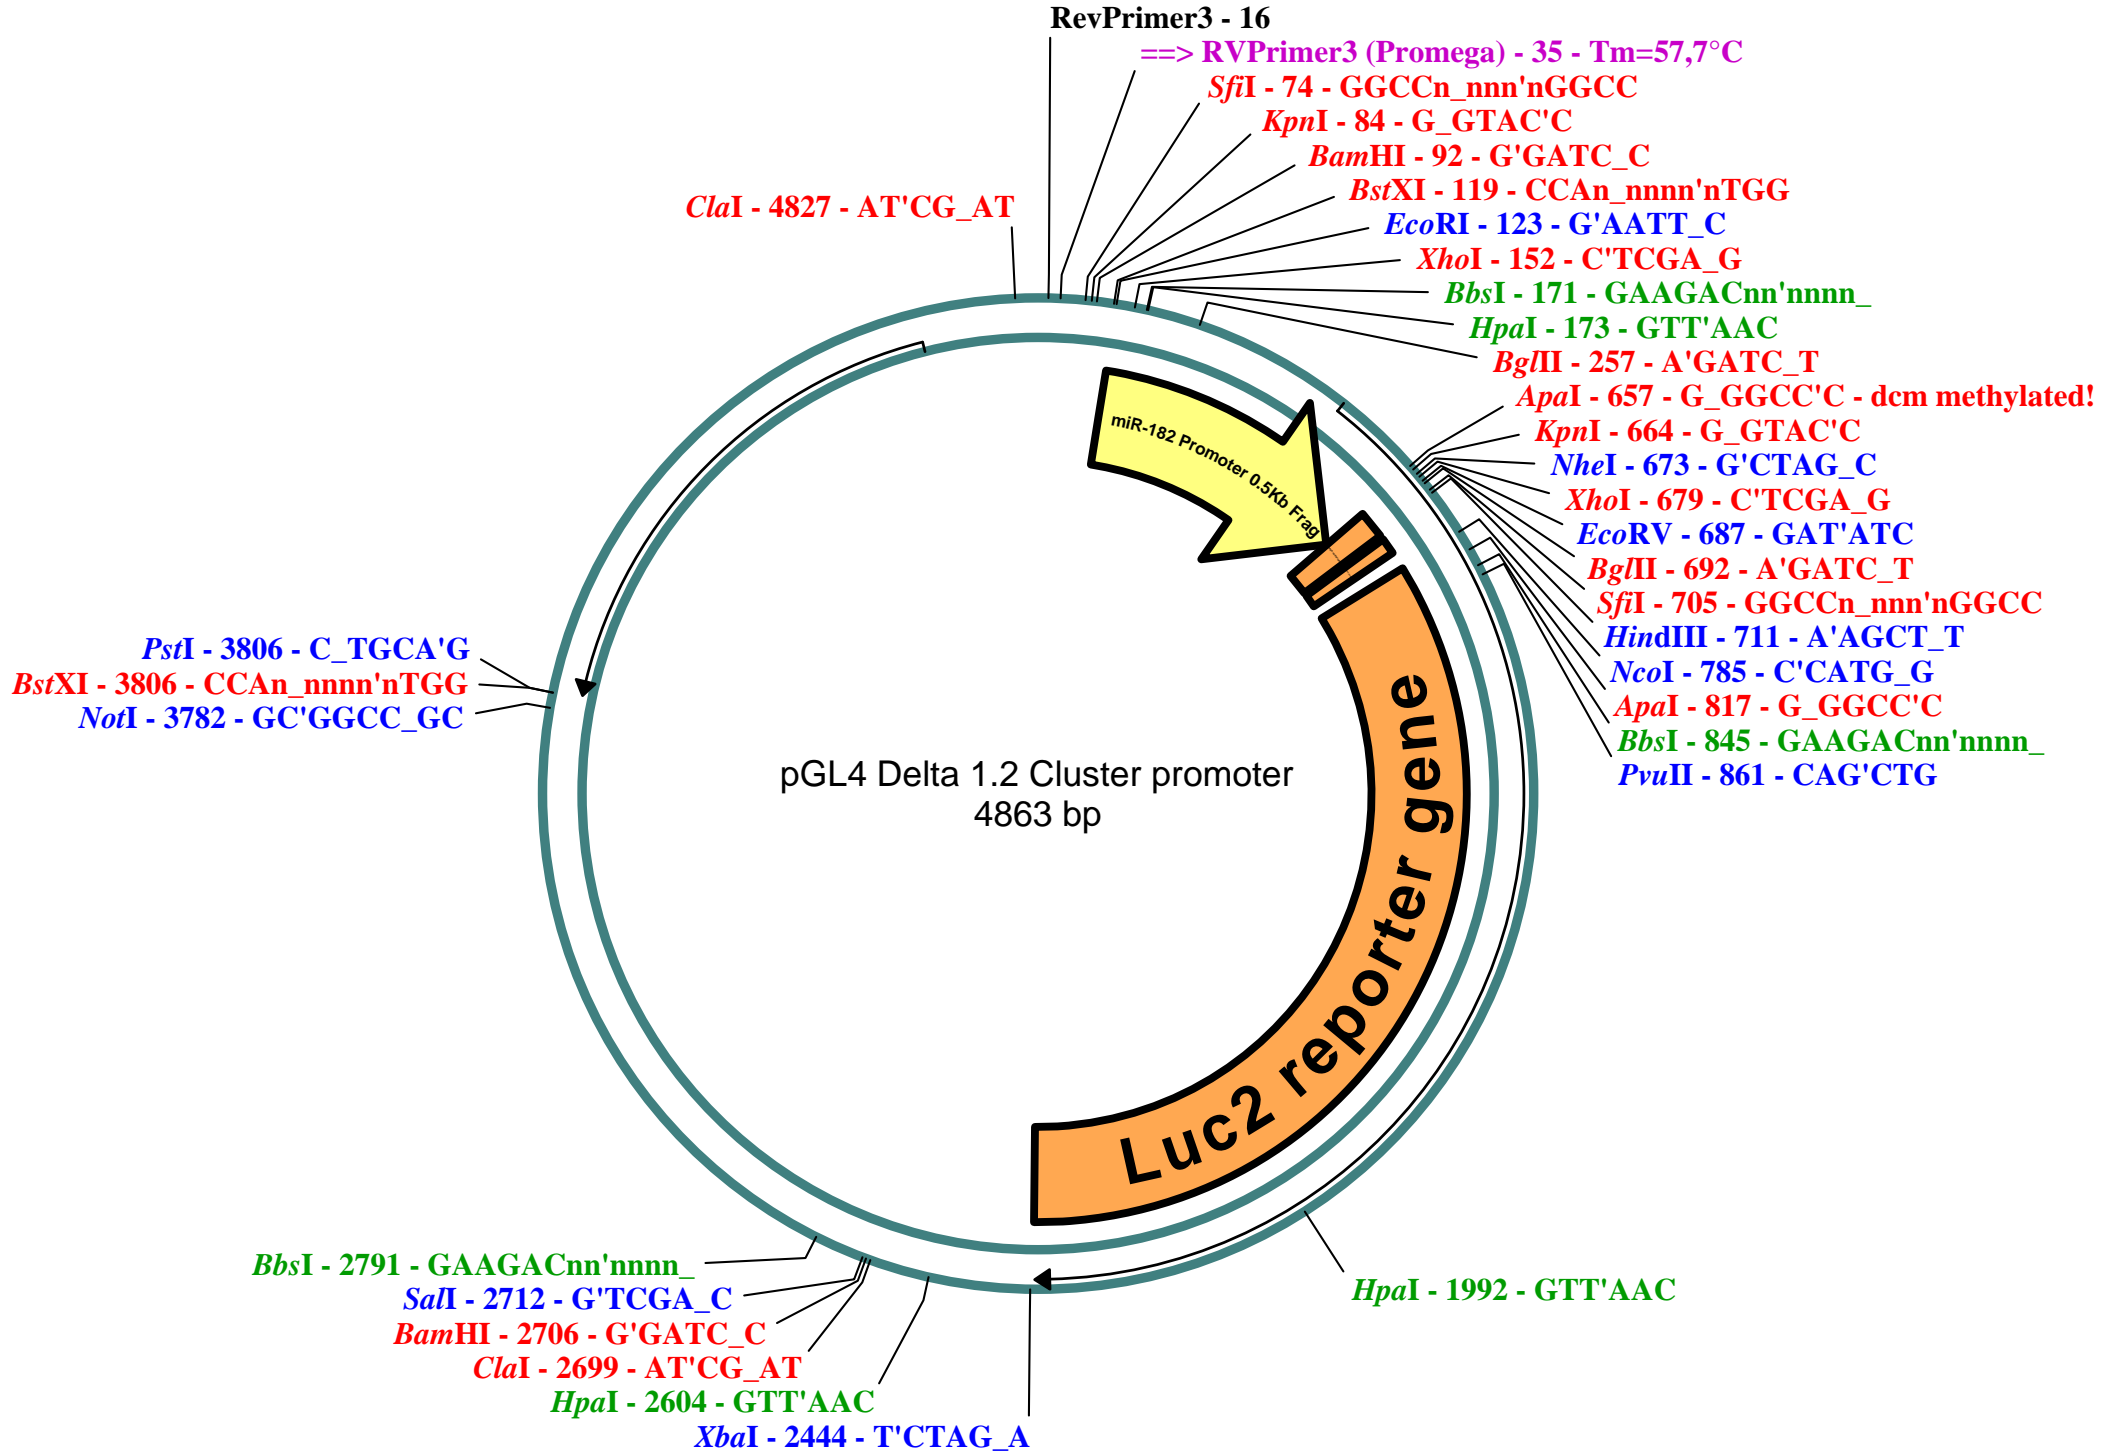 RevPrimer3 - 16
==> RVPrimer3 (Promega) - 35 - Tm=57,7°C
SfiI - 74 - GGCCn_nnn'nGGCC
KpnI - 84 - G_GTAC'C
BamHI - 92 - G'GATC_C
BstXI - 119 - CCAn_nnnn'nTGG
ClaI - 4827 - AT'CG_AT
EcoRI - 123 - G'AATT_C
XhoI - 152 - C'TCGA_G
BbsI - 171 - GAAGACnn'nnnn_
HpaI - 173 - GTT'AAC
BglII - 257 - A'GATC_T
ApaI - 657 - G_GGCC'C - dcm methylated!
KpnI - 664 - G_GTAC'C
NheI - 673 - G'CTAG_C
XhoI - 679 - C'TCGA_G
EcoRV - 687 - GAT'ATC
BglII - 692 - A'GATC_T
SfiI - 705 - GGCCn_nnn'nGGCC
HindIII - 711 - A'AGCT_T
NcoI - 785 - C'CATG_G
ApaI - 817 - G_GGCC'C
BbsI - 845 - GAAGACnn'nnnn_
PvuII - 861 - CAG'CTG
miR-182 Promoter 0.5Kb Frag
PstI - 3806 - C_TGCA'G
BstXI - 3806 - CCAn_nnnn'nTGG
NotI - 3782 - GC'GGCC_GC
pGL4 Delta 1.2 Cluster promoter
4863 bp
Luc2 reporter gene
BbsI - 2791 - GAAGACnn'nnnn_
SalI - 2712 - G'TCGA_C
BamHI - 2706 - G'GATC_C
ClaI - 2699 - AT'CG_AT
HpaI - 2604 - GTT'AAC
XbaI - 2444 - T'CTAG_A
HpaI - 1992 - GTT'AAC